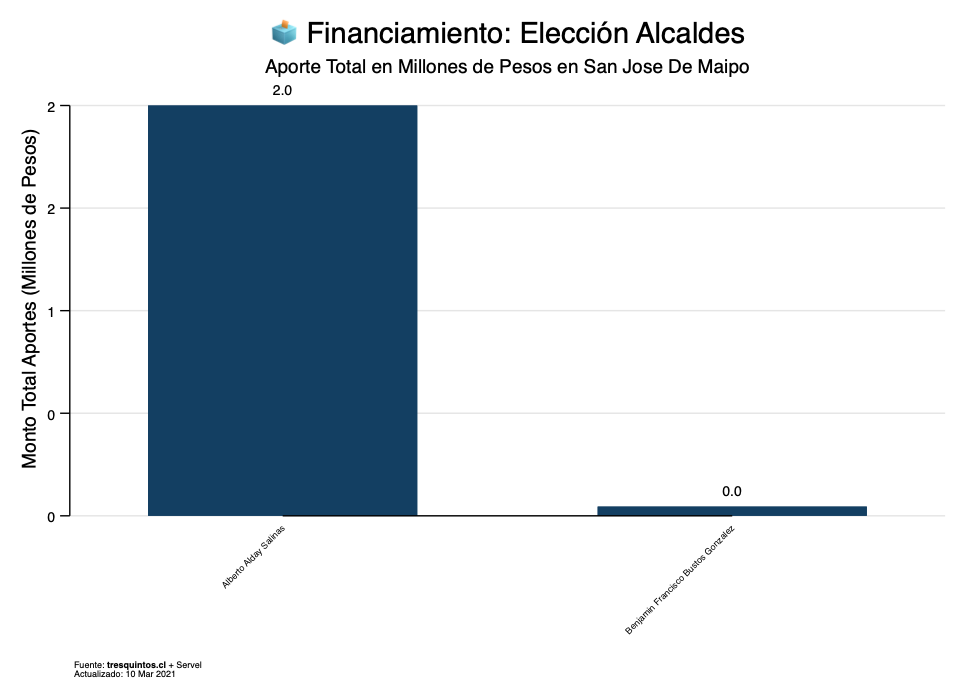 Financiamiento: Elección Alcaldes
Aporte Total en Millones de Pesos en San Jose De Maipo
2.0
2
2
1
0
0
Monto Total Aportes (Millones de Pesos)
0.0
Alberto Alday Salinas
Benjamin Francisco Bustos Gonzalez
Fuente: tresquintos.cl + Servel
Actualizado: 10 Mar 2021